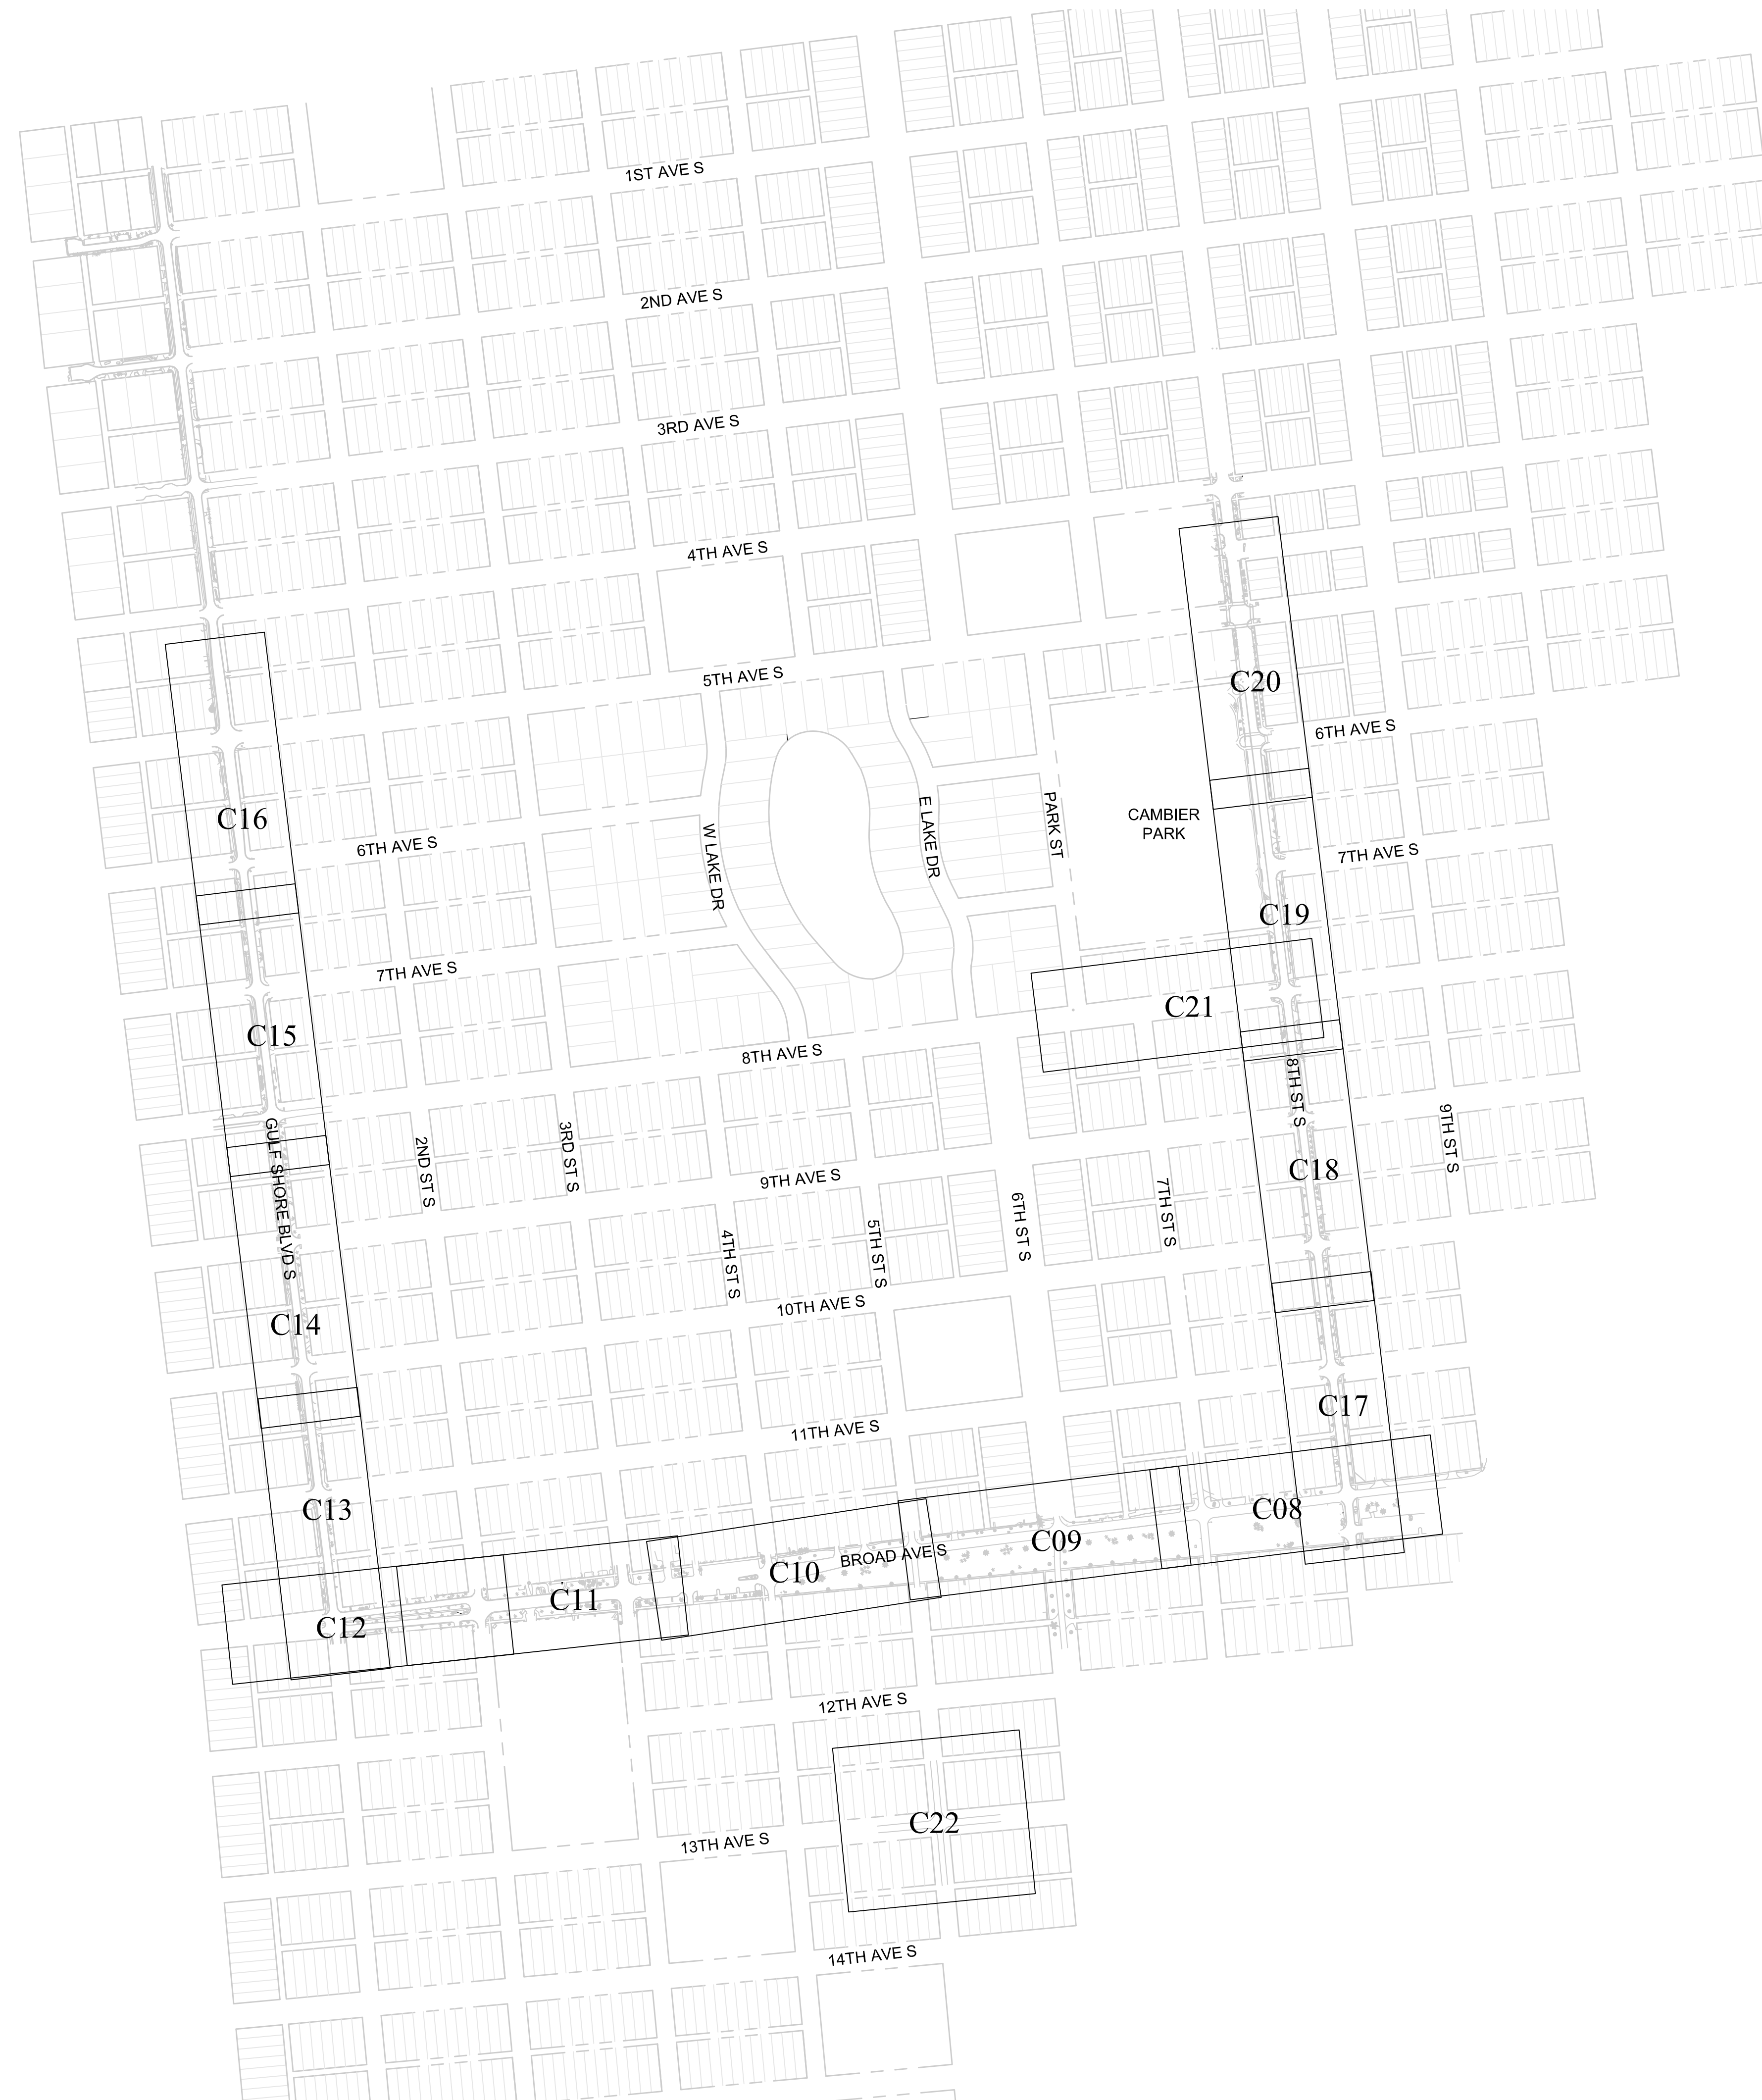 1ST AVE S
2ND AVE S
3RD AVE S
4TH AVE S
5TH AVE S
C20
6TH AVE S
C16
6TH AVE S
W LAKE DR
E LAKE DR
PARK ST
CAMBIER
PARK
7TH AVE S
C19
7TH AVE S
C21
C15
8TH AVE S
8TH ST S
GULF SHORE BLVD S
2ND ST S
3RD ST S
9TH AVE S
9TH ST S
C18
4TH ST S
5TH ST S
6TH ST S
7TH ST S
C14
10TH AVE S
C17
11TH AVE S
C13
C08
C09
BROAD AVE S
C10
C11
C12
12TH AVE S
C22
13TH AVE S
14TH AVE S